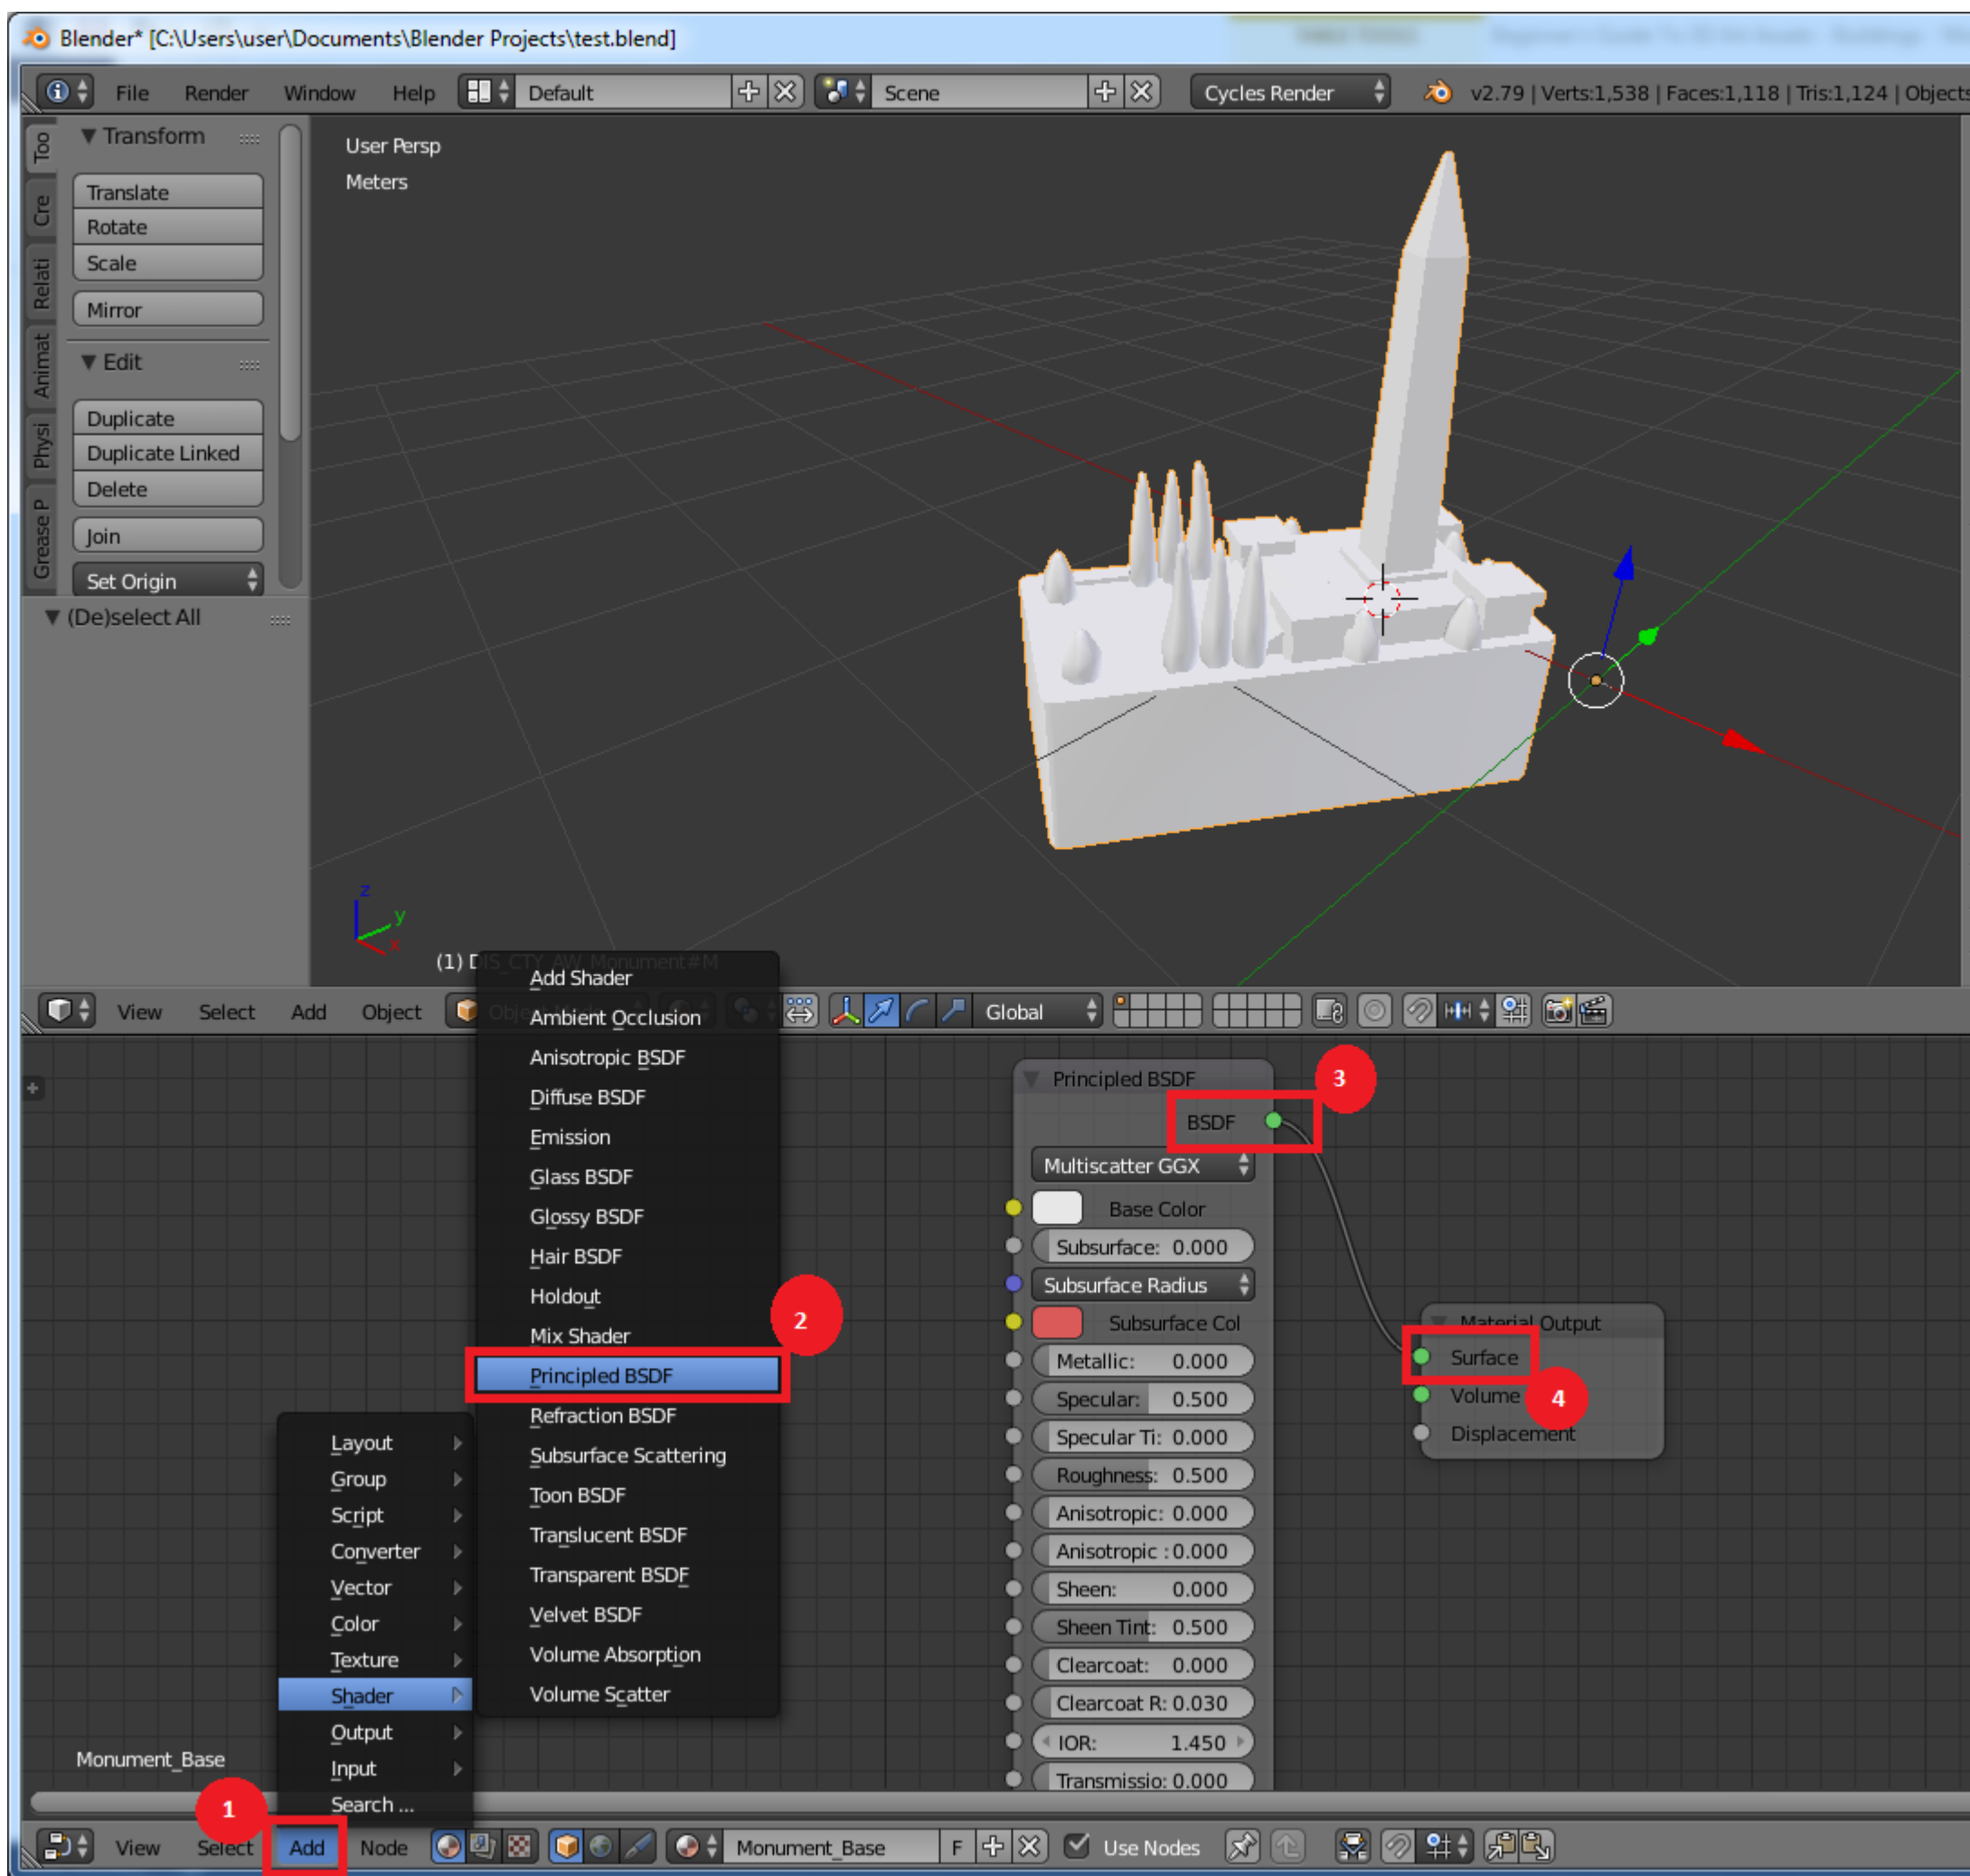 Blender* [C:\Users\user\Documents\Blender Projects\test.blend]
File Render Window Help Default Scene Cycles Render v2.79 | Verts:1,538 | Faces:1,118 | Tris:1,124 | Objects
Too
Cre
Relati
Animat
Physi
Grease P
Transform
Translate
Rotate
Scale
Mirror
Edit
Duplicate
Duplicate Linked
Delete
Join
Set Origin
(De)select All
User Persp
Meters
z
y
x
(1) DIS_CTY_AW_Monument#M
View Select Add Object Global
Add Shader
Ambient Occlusion
Anisotropic BSDF
Diffuse BSDF
Emission
Glass BSDF
Glossy BSDF
Hair BSDF
Holdout
Mix Shader
Principled BSDF
Refraction BSDF
Subsurface Scattering
Toon BSDF
Translucent BSDF
Transparent BSDF
Velvet BSDF
Volume Absorption
Volume Scatter
2
Layout
Group
Script
Converter
Vector
Color
Texture
Shader
Output
Input
Search ...
Principled BSDF
3
BSDF
Multiscatter GGX
Base Color
Subsurface: 0.000
Subsurface Radius
Subsurface Col
Metallic: 0.000
Specular: 0.500
Specular Ti: 0.000
Roughness: 0.500
Anisotropic: 0.000
Anisotropic : 0.000
Sheen: 0.000
Sheen Tint: 0.500
Clearcoat: 0.000
Clearcoat R: 0.030
IOR: 1.450
Transmissio: 0.000
Material Output
Surface
Volume
4
Displacement
Monument_Base
1
View Select Add Node Monument_Base F Use Nodes